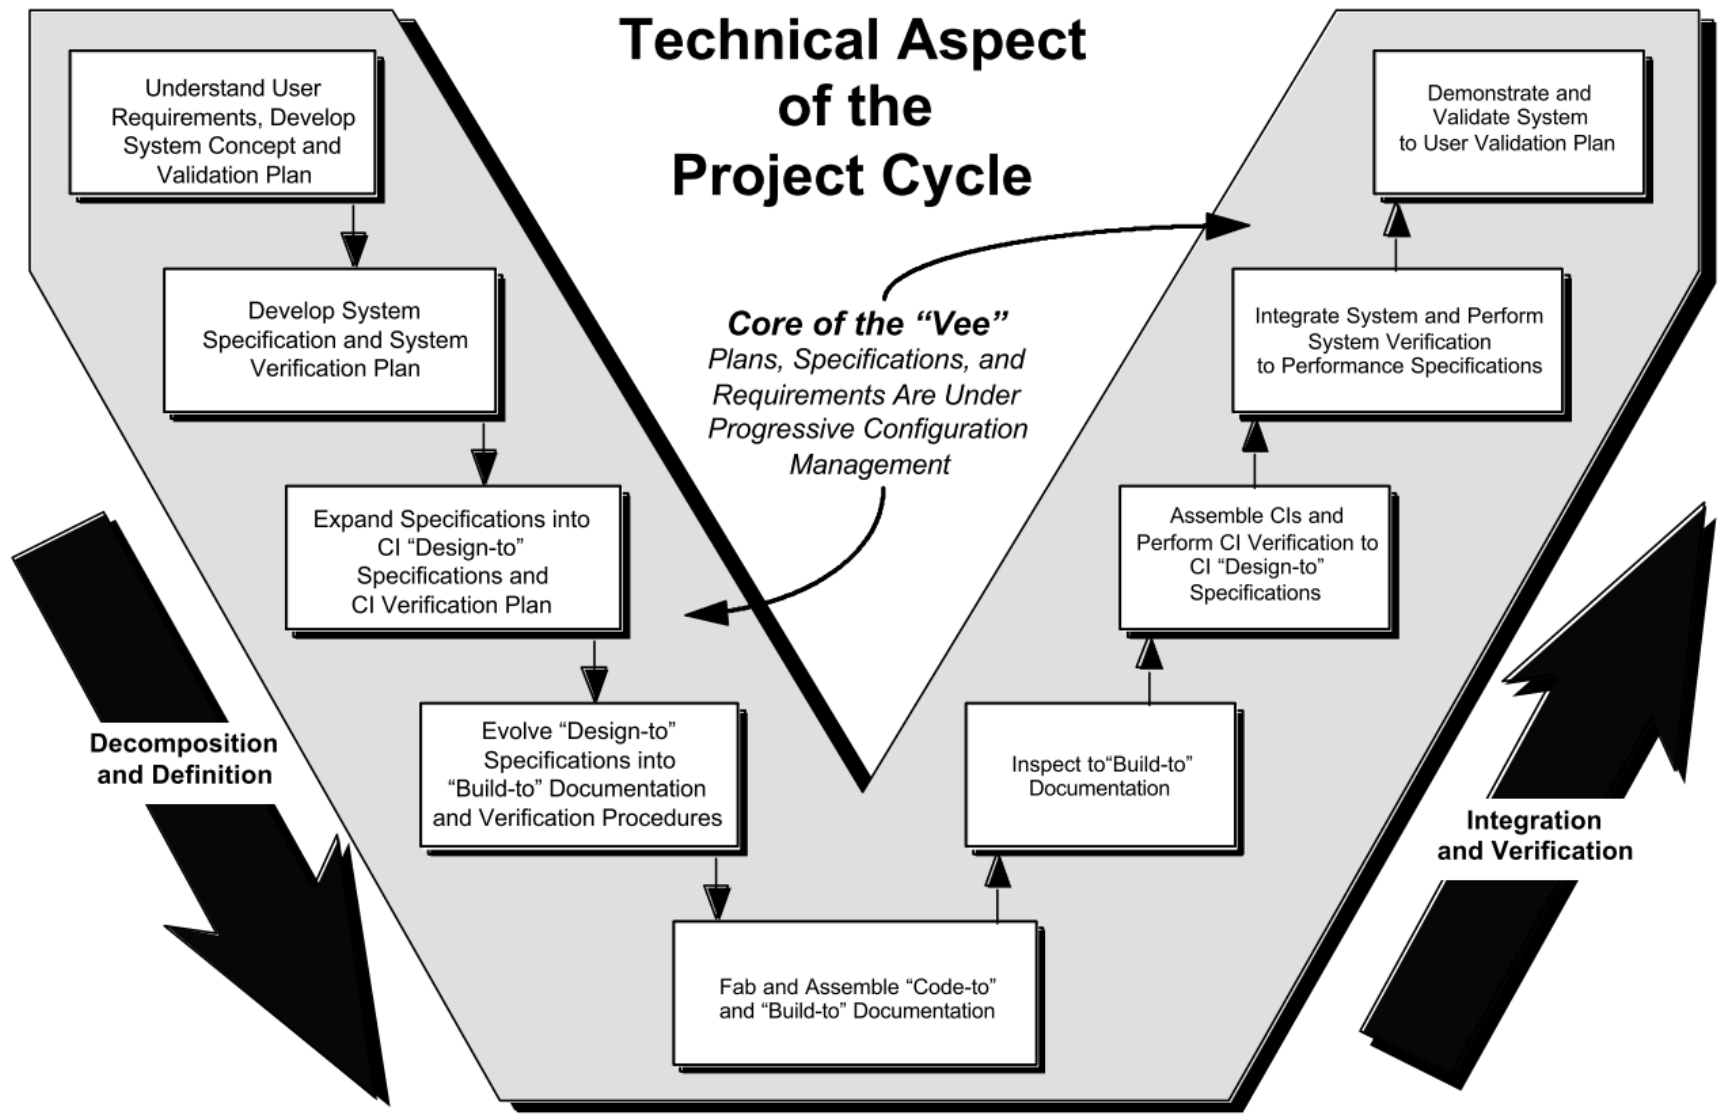 Technical Aspect
of the
Project Cycle
Understand User
Requirements, Develop
System Concept and
Validation Plan
Develop System
Specification and System
Verification Plan
Expand Specifications into
CI “Design-to”
Specifications and
CI Verification Plan
Evolve “Design-to”
Specifications into
“Build-to” Documentation
and Verification Procedures
Fab and Assemble “Code-to”
and “Build-to” Documentation
Inspect to“Build-to”
Documentation
Assemble CIs and
Perform CI Verification to
CI “Design-to”
Specifications
Integrate System and Perform
System Verification
to Performance Specifications
Demonstrate and
Validate System
to User Validation Plan
Core of the “Vee”
Plans, Specifications, and
Requirements Are Under
Progressive Configuration
Management
Decomposition
and Definition
Integration
and Verification